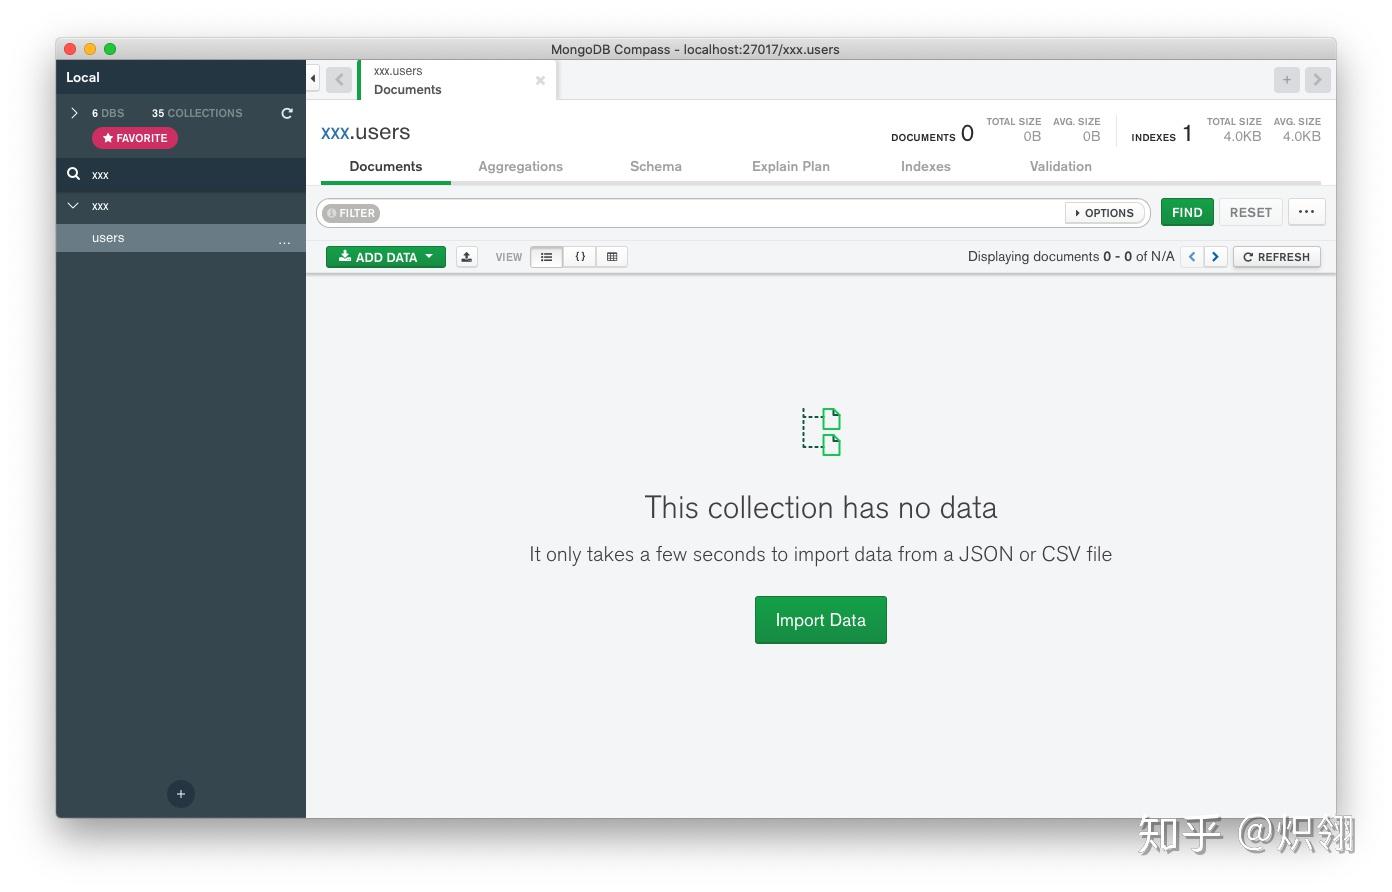 MongoDB Compass - localhost:27017/xxx.users
Local
6 DBS 35 COLLECTIONS
FAVORITE
xxx
xxx
users ...
xxx.users
Documents
xxx.users
DOCUMENTS 0 TOTAL SIZE 0B AVG. SIZE 0B INDEXES 1 TOTAL SIZE 4.0KB AVG. SIZE 4.0KB
Documents Aggregations Schema Explain Plan Indexes Validation
FILTER OPTIONS FIND RESET ...
ADD DATA VIEW {} Displaying documents 0 - 0 of N/A < > REFRESH
This collection has no data
It only takes a few seconds to import data from a JSON or CSV file
Import Data
+
知乎 @炽翎